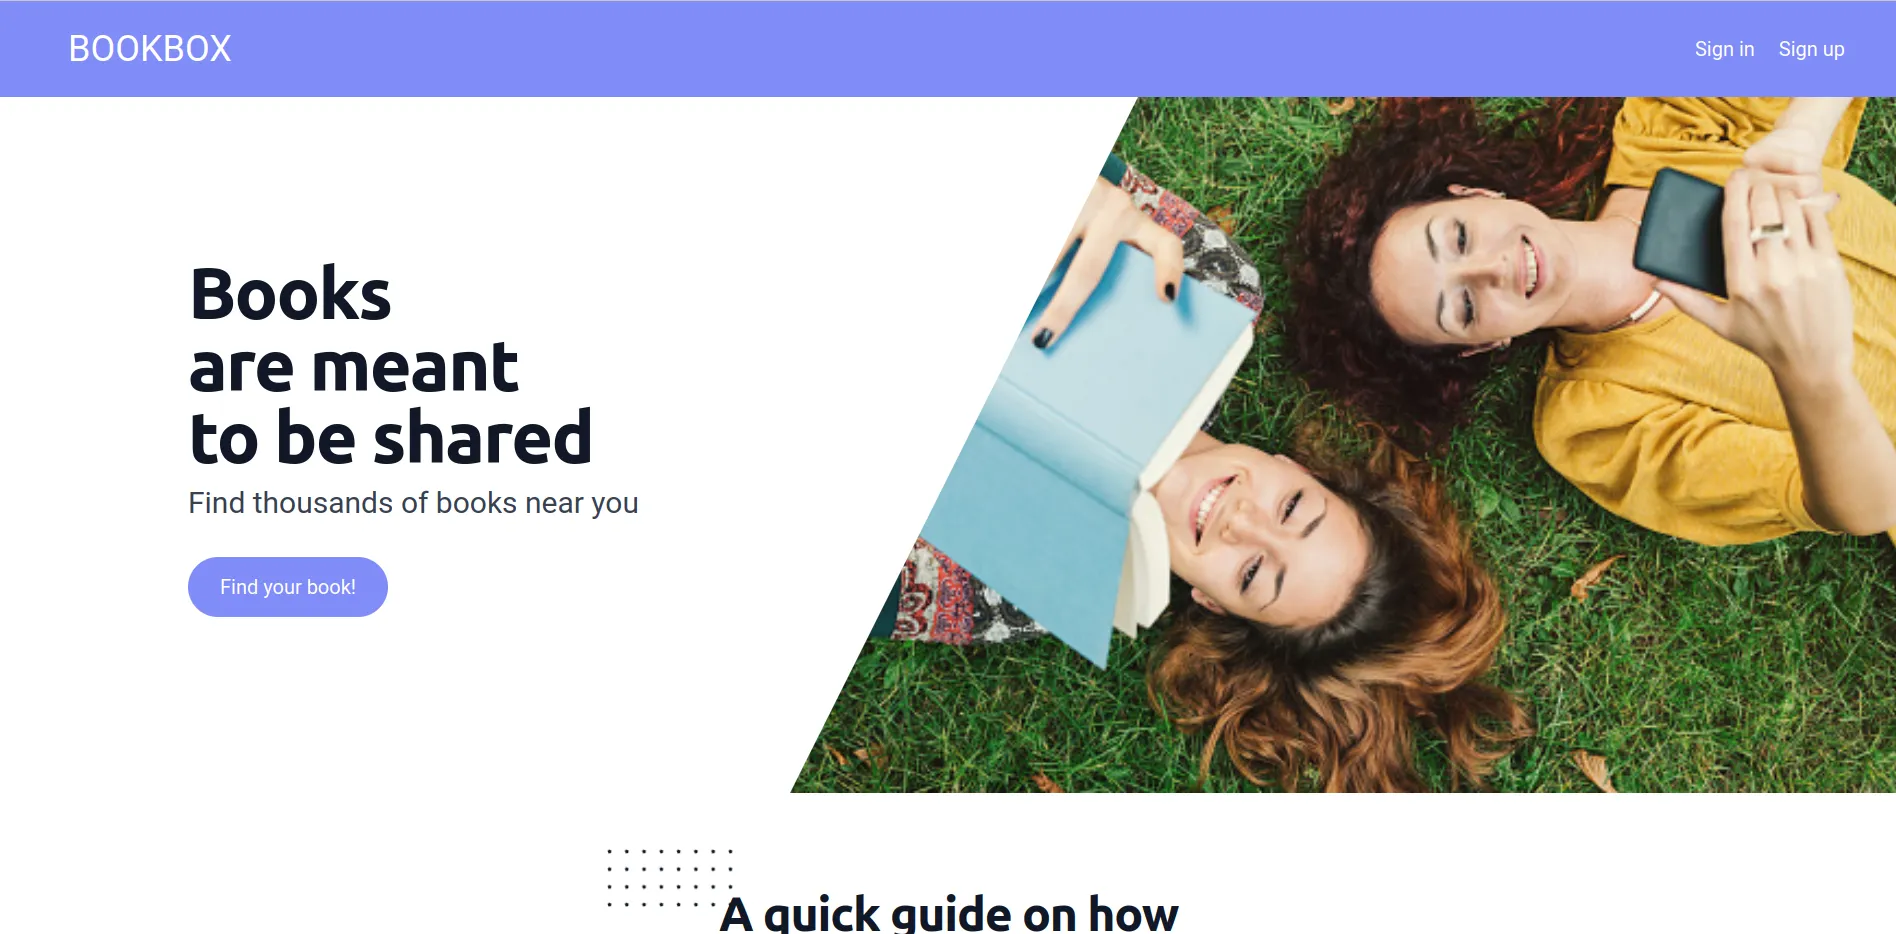 BOOKBOX
Sign in
Sign up
Books
are meant
to be shared
Find thousands of books near you
Find your book!
A quick guide on how